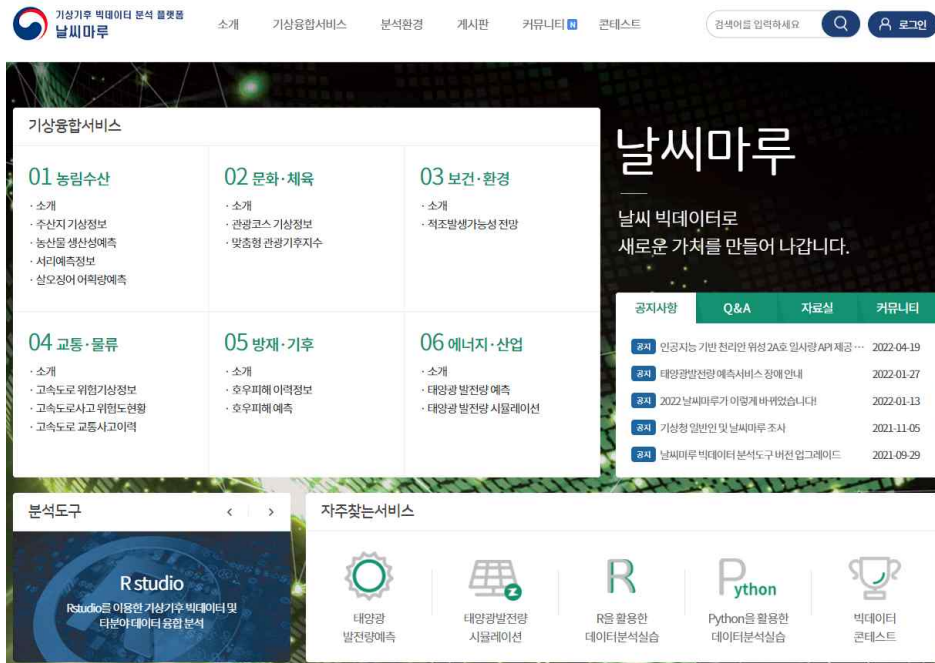 기상기후 빅데이터 분석 플랫폼
날씨마루
소개 기상융합서비스 분석환경 게시판 커뮤니티 N 콘테스트
검색어를 입력하세요
로그인
기상융합서비스
01 농림수산
· 소개
· 주산지 기상정보
· 농산물 생산성예측
· 서리예측정보
· 살오징어 어획량예측
02 문화·체육
· 소개
· 관광코스 기상정보
· 맞춤형 관광기후지수
03 보건·환경
· 소개
· 적조발생가능성 전망
04 교통·물류
· 소개
· 고속도로 위험기상정보
· 고속도로사고 위험도현황
· 고속도로 교통사고이력
05 방재·기후
· 소개
· 호우피해 이력정보
· 호우피해 예측
06 에너지·산업
· 소개
· 태양광 발전량 예측
· 태양광 발전량 시뮬레이션
날씨마루
날씨 빅데이터로
새로운 가치를 만들어 나갑니다.
공지사항 Q&A 자료실 커뮤니티
공지 인공지능 기반 천리안 위성 2A호 일사량 API 제공 ··· 2022-04-19
공지 태양광발전량 예측서비스 장애 안내 2022-01-27
공지 2022 날씨마루가 이렇게 바뀌었습니다! 2022-01-13
공지 기상청 일반인 및 날씨마루 조사 2021-11-05
공지 날씨마루 빅데이터 분석도구 버전 업그레이드 2021-09-29
분석도구 < >
R studio
Rstudio를 이용한 기상기후 빅데이터 및
타분야 데이터 융합 분석
자주찾는서비스
태양광
발전량예측
태양광발전량
시뮬레이션
R
R을 활용한
데이터분석실습
Python
Python을 활용한
데이터분석실습
빅데이터
콘테스트